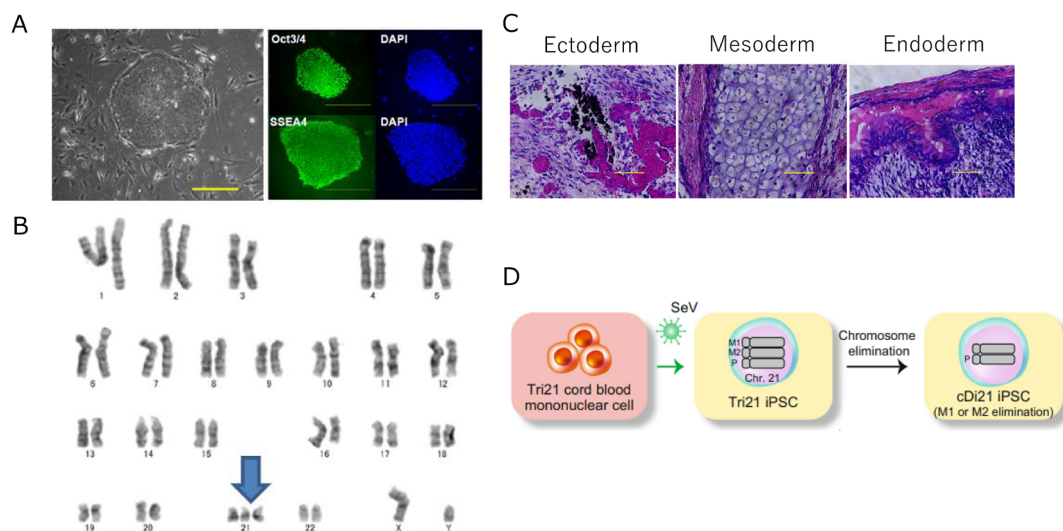 A
Oct3/4
DAPI
SSEA4
DAPI
B
1
2
3
4
5
6
7
8
9
10
11
12
13
14
15
16
17
18
19
20
21
22
X
Y
C
Ectoderm
Mesoderm
Endoderm
D
Tri21 cord blood
mononuclear cell
SeV
M1
M2
P
Chr. 21
Tri21 iPSC
Chromosome
elimination
P
cDi21 iPSC
(M1 or M2 elimination)